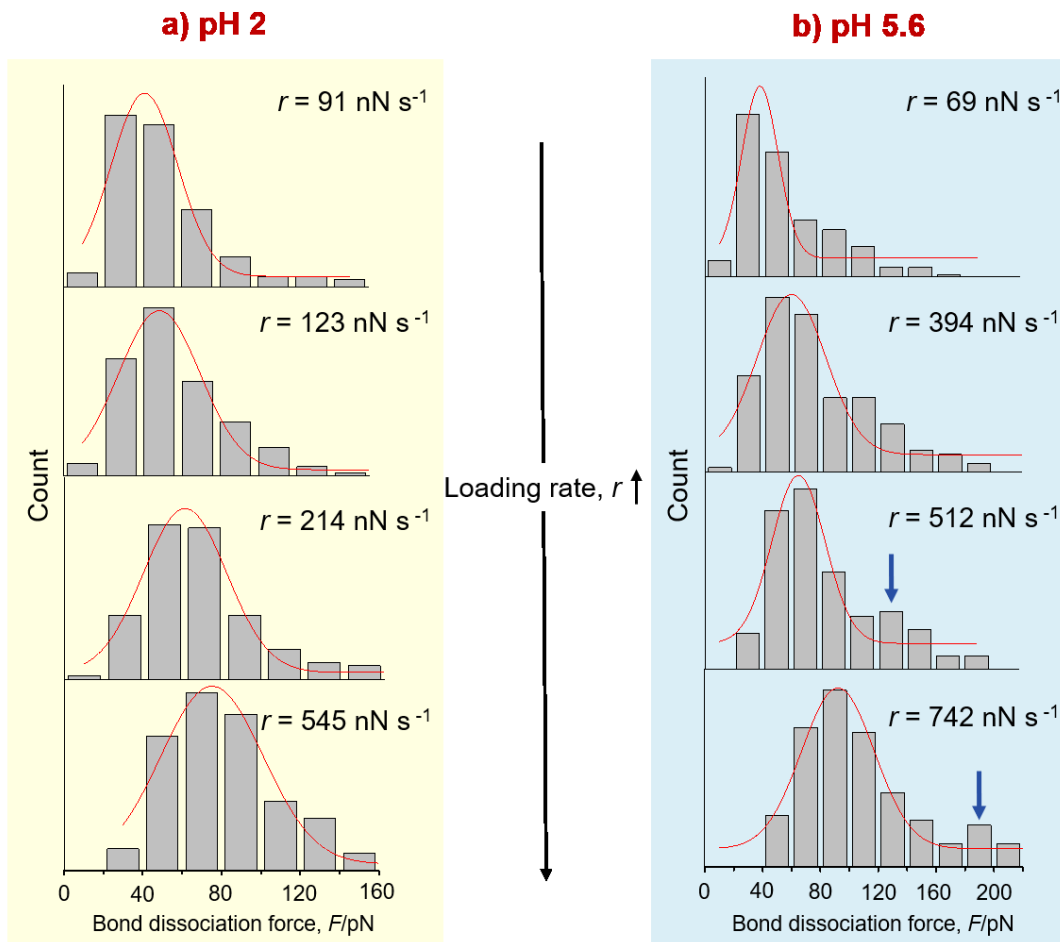 a) pH 2
r = 91 nN s⁻¹
r = 123 nN s⁻¹
r = 214 nN s⁻¹
r = 545 nN s⁻¹
Count
0 40 80 120 160
Bond dissociation force, F/pN
Loading rate, r ↑
b) pH 5.6
r = 69 nN s⁻¹
r = 394 nN s⁻¹
r = 512 nN s⁻¹
r = 742 nN s⁻¹
Count
0 40 80 120 160 200
Bond dissociation force, F/pN